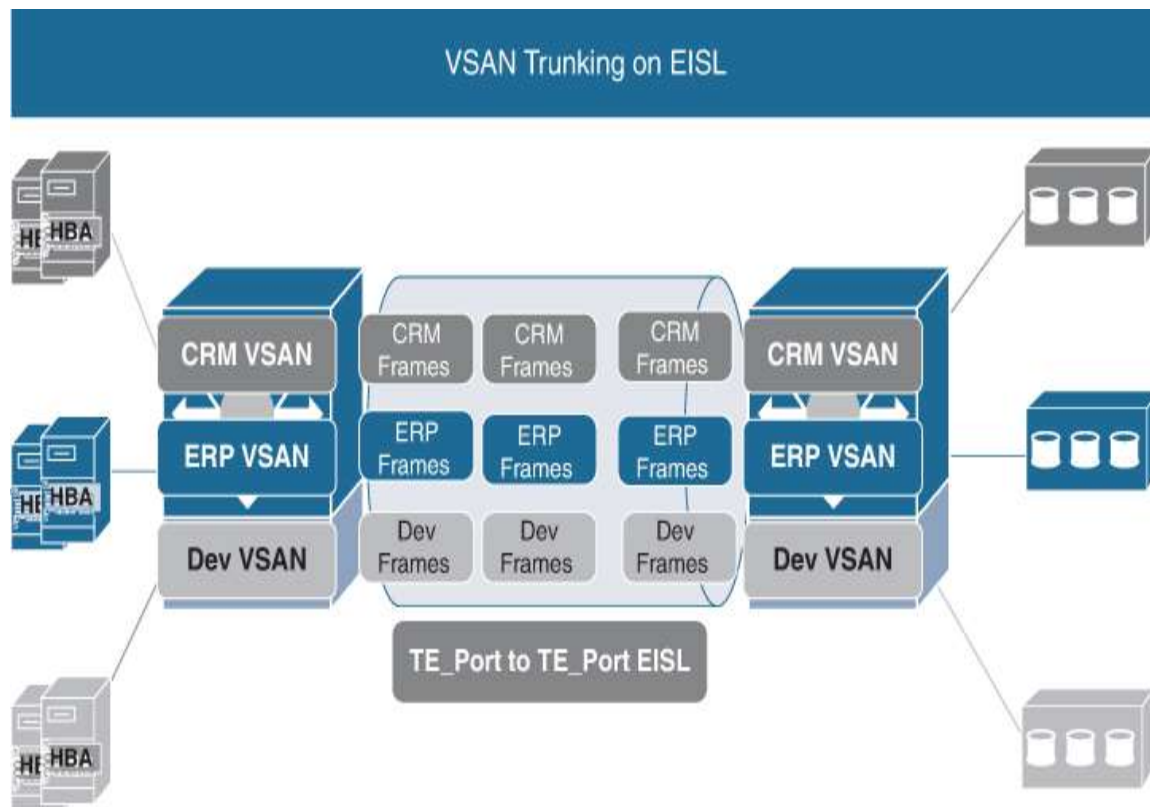 VSAN Trunking on EISL
HBA
CRM VSAN
CRM
Frames
CRM
Frames
CRM
Frames
CRM VSAN
HBA
ERP VSAN
ERP
Frames
ERP
Frames
ERP
Frames
ERP VSAN
Dev VSAN
Dev
Frames
Dev
Frames
Dev
Frames
Dev VSAN
TE_Port to TE_Port EISL
HBA